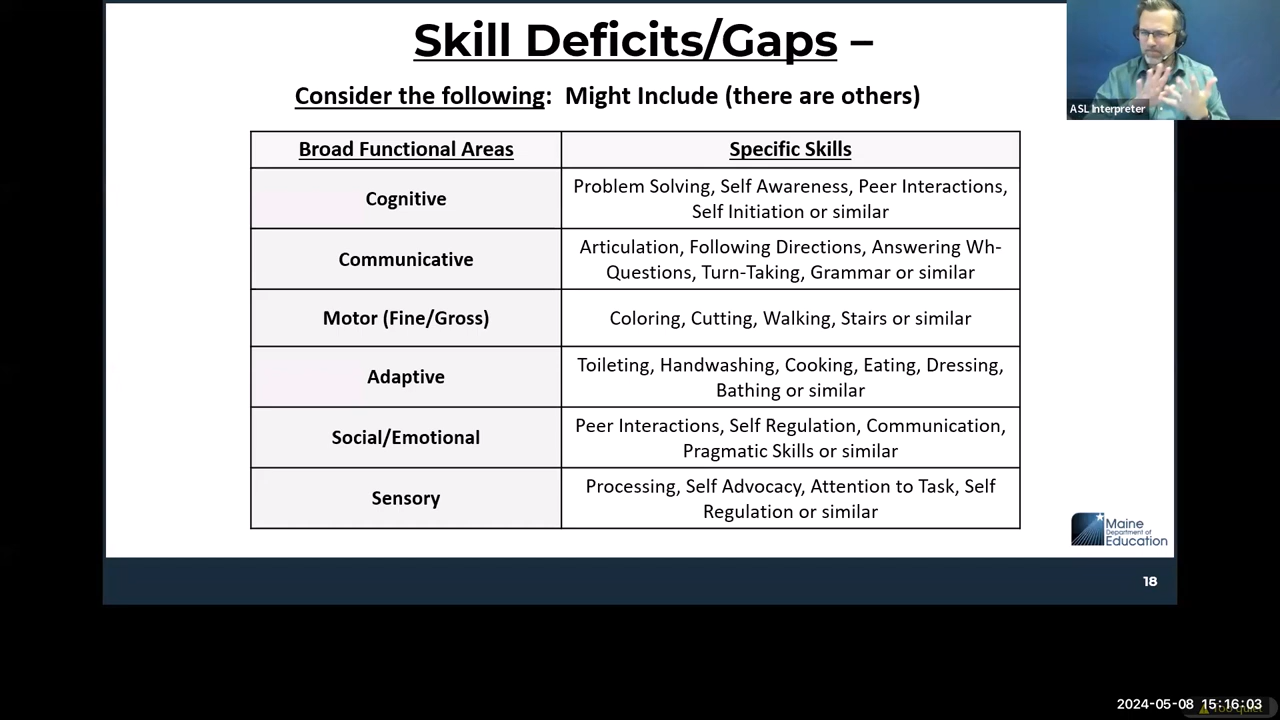 Skill Deficits/Gaps –
Consider the following: Might Include (there are others)
Broad Functional Areas
Specific Skills
Cognitive
Problem Solving, Self Awareness, Peer Interactions,
Self Initiation or similar
Communicative
Articulation, Following Directions, Answering Wh-
Questions, Turn-Taking, Grammar or similar
Motor (Fine/Gross)
Coloring, Cutting, Walking, Stairs or similar
Adaptive
Toileting, Handwashing, Cooking, Eating, Dressing,
Bathing or similar
Social/Emotional
Peer Interactions, Self Regulation, Communication,
Pragmatic Skills or similar
Sensory
Processing, Self Advocacy, Attention to Task, Self
Regulation or similar
ASL Interpreter
Maine
Department of
Education
18
2024-05-08 15:16:03